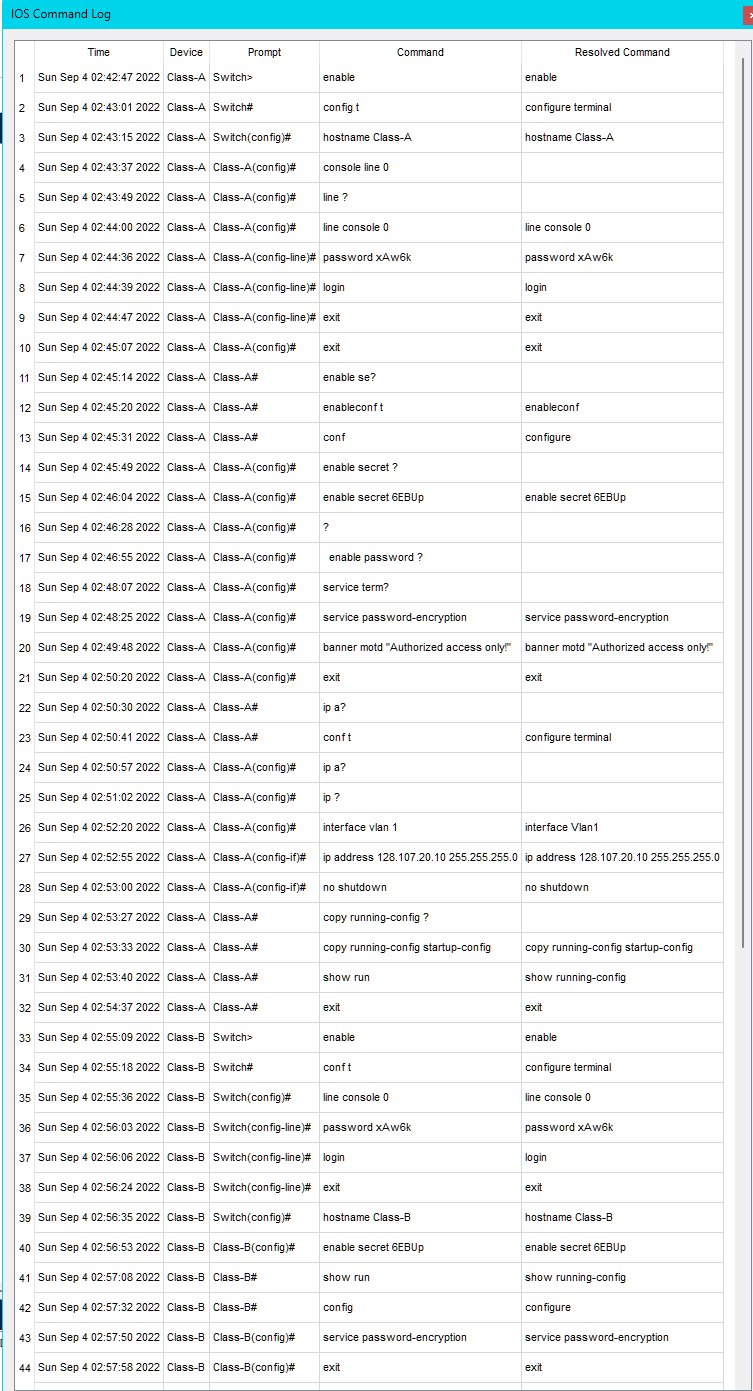 IOS Command Log
Time Device Prompt Command Resolved Command
1 Sun Sep 4 02:42:47 2022 Class-A Switch> enable enable
2 Sun Sep 4 02:43:01 2022 Class-A Switch# config t configure terminal
3 Sun Sep 4 02:43:15 2022 Class-A Switch(config)# hostname Class-A hostname Class-A
4 Sun Sep 4 02:43:37 2022 Class-A Class-A(config)# console line 0
5 Sun Sep 4 02:43:49 2022 Class-A Class-A(config)# line ?
6 Sun Sep 4 02:44:00 2022 Class-A Class-A(config)# line console 0 line console 0
7 Sun Sep 4 02:44:36 2022 Class-A Class-A(config-line)# password xAw6k password xAw6k
8 Sun Sep 4 02:44:39 2022 Class-A Class-A(config-line)# login login
9 Sun Sep 4 02:44:47 2022 Class-A Class-A(config-line)# exit exit
10 Sun Sep 4 02:45:07 2022 Class-A Class-A(config)# exit exit
11 Sun Sep 4 02:45:14 2022 Class-A Class-A# enable se?
12 Sun Sep 4 02:45:20 2022 Class-A Class-A# enableconf t enableconf
13 Sun Sep 4 02:45:31 2022 Class-A Class-A# conf configure
14 Sun Sep 4 02:45:49 2022 Class-A Class-A(config)# enable secret ?
15 Sun Sep 4 02:46:04 2022 Class-A Class-A(config)# enable secret 6EBUp enable secret 6EBUp
16 Sun Sep 4 02:46:28 2022 Class-A Class-A(config)# ?
17 Sun Sep 4 02:46:55 2022 Class-A Class-A(config)# enable password ?
18 Sun Sep 4 02:48:07 2022 Class-A Class-A(config)# service term?
19 Sun Sep 4 02:48:25 2022 Class-A Class-A(config)# service password-encryption service password-encryption
20 Sun Sep 4 02:49:48 2022 Class-A Class-A(config)# banner motd "Authorized access only!" banner motd "Authorized access only!"
21 Sun Sep 4 02:50:20 2022 Class-A Class-A(config)# exit exit
22 Sun Sep 4 02:50:30 2022 Class-A Class-A# ip a?
23 Sun Sep 4 02:50:41 2022 Class-A Class-A# conf t configure terminal
24 Sun Sep 4 02:50:57 2022 Class-A Class-A(config)# ip a?
25 Sun Sep 4 02:51:02 2022 Class-A Class-A(config)# ip ?
26 Sun Sep 4 02:52:20 2022 Class-A Class-A(config)# interface vlan 1 interface Vlan1
27 Sun Sep 4 02:52:55 2022 Class-A Class-A(config-if)# ip address 128.107.20.10 255.255.255.0 ip address 128.107.20.10 255.255.255.0
28 Sun Sep 4 02:53:00 2022 Class-A Class-A(config-if)# no shutdown no shutdown
29 Sun Sep 4 02:53:27 2022 Class-A Class-A# copy running-config ?
30 Sun Sep 4 02:53:33 2022 Class-A Class-A# copy running-config startup-config copy running-config startup-config
31 Sun Sep 4 02:53:40 2022 Class-A Class-A# show run show running-config
32 Sun Sep 4 02:54:37 2022 Class-A Class-A# exit exit
33 Sun Sep 4 02:55:09 2022 Class-B Switch> enable enable
34 Sun Sep 4 02:55:18 2022 Class-B Switch# conf t configure terminal
35 Sun Sep 4 02:55:36 2022 Class-B Switch(config)# line console 0 line console 0
36 Sun Sep 4 02:56:03 2022 Class-B Switch(config-line)# password xAw6k password xAw6k
37 Sun Sep 4 02:56:06 2022 Class-B Switch(config-line)# login login
38 Sun Sep 4 02:56:24 2022 Class-B Switch(config-line)# exit exit
39 Sun Sep 4 02:56:35 2022 Class-B Switch(config)# hostname Class-B hostname Class-B
40 Sun Sep 4 02:56:53 2022 Class-B Class-B(config)# enable secret 6EBUp enable secret 6EBUp
41 Sun Sep 4 02:57:08 2022 Class-B Class-B# show run show running-config
42 Sun Sep 4 02:57:32 2022 Class-B Class-B# config configure
43 Sun Sep 4 02:57:50 2022 Class-B Class-B(config)# service password-encryption service password-encryption
44 Sun Sep 4 02:57:58 2022 Class-B Class-B(config)# exit exit